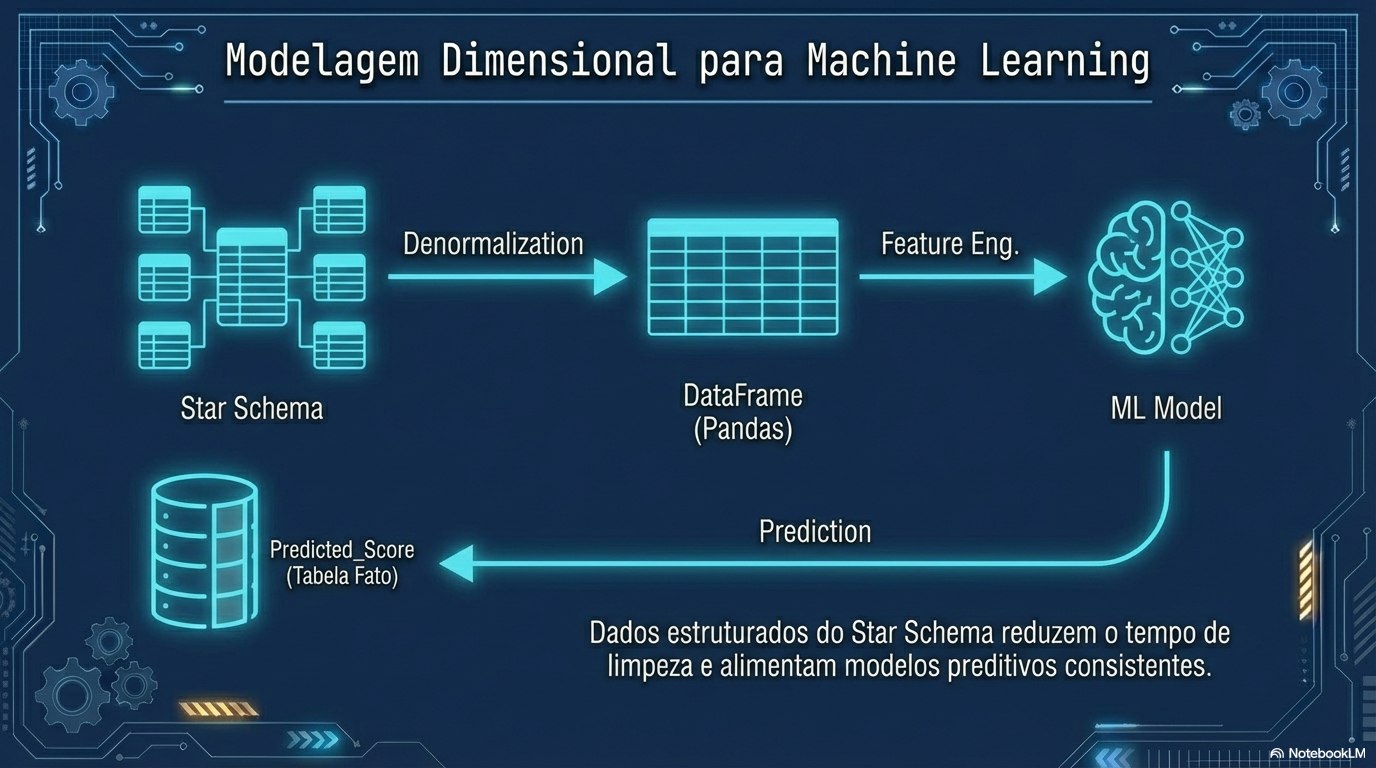 Modelagem Dimensional para Machine Learning
Denormalization
Feature Eng.
Star Schema
DataFrame
(Pandas)
ML Model
Predicted_Score
(Tabela Fato)
Prediction
Dados estruturados do Star Schema reduzem o tempo de
limpeza e alimentam modelos preditivos consistentes.
NotebookLM